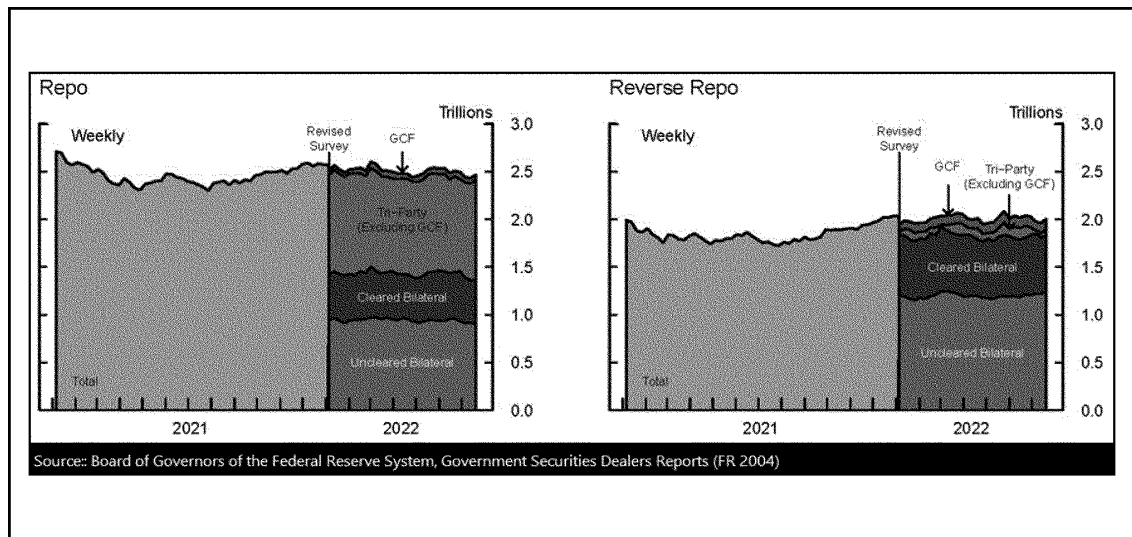 Repo
Trillions
Weekly
Revised
Survey
GCF
3.0
2.5
2.0
1.5
1.0
0.5
0.0
Tri-Party
(Excluding GCF)
Cleared Bilateral
Uncleared Bilateral
Total
2021
2022
Reverse Repo
Trillions
Weekly
Revised
Survey
GCF
Tri-Party
(Excluding GCF)
3.0
2.5
2.0
1.5
1.0
0.5
0.0
Cleared Bilateral
Uncleared Bilateral
Total
2021
2022
Source:: Board of Governors of the Federal Reserve System, Government Securities Dealers Reports (FR 2004)